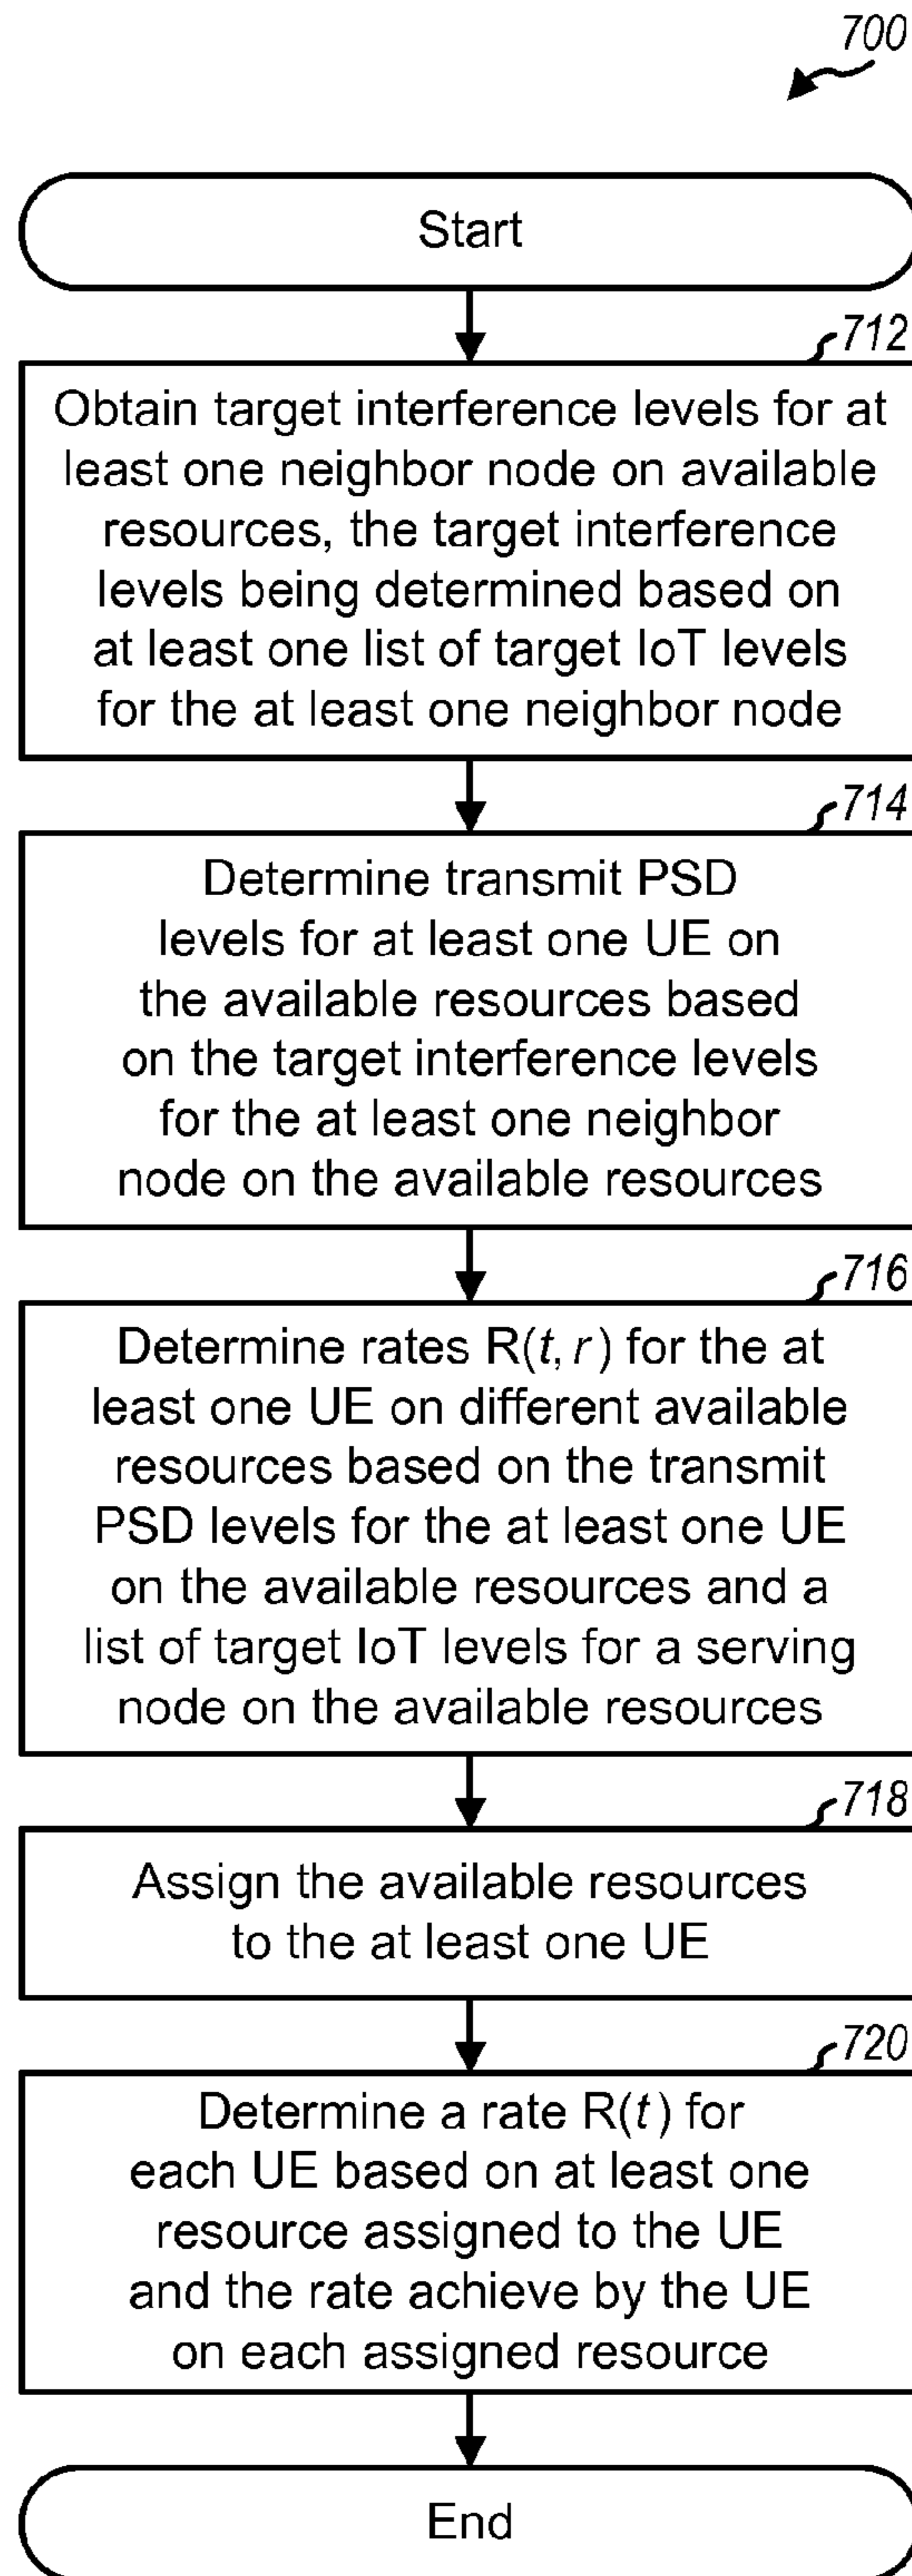 700
Start
712
Obtain target interference levels for at
least one neighbor node on available
resources, the target interference
levels being determined based on
at least one list of target IoT levels
for the at least one neighbor node
714
Determine transmit PSD
levels for at least one UE on
the available resources based
on the target interference levels
for the at least one neighbor
node on the available resources
716
Determine rates R(t, r) for the at
least one UE on different available
resources based on the transmit
PSD levels for the at least one UE
on the available resources and a
list of target IoT levels for a serving
node on the available resources
718
Assign the available resources
to the at least one UE
720
Determine a rate R(t) for
each UE based on at least one
resource assigned to the UE
and the rate achieve by the UE
on each assigned resource
End